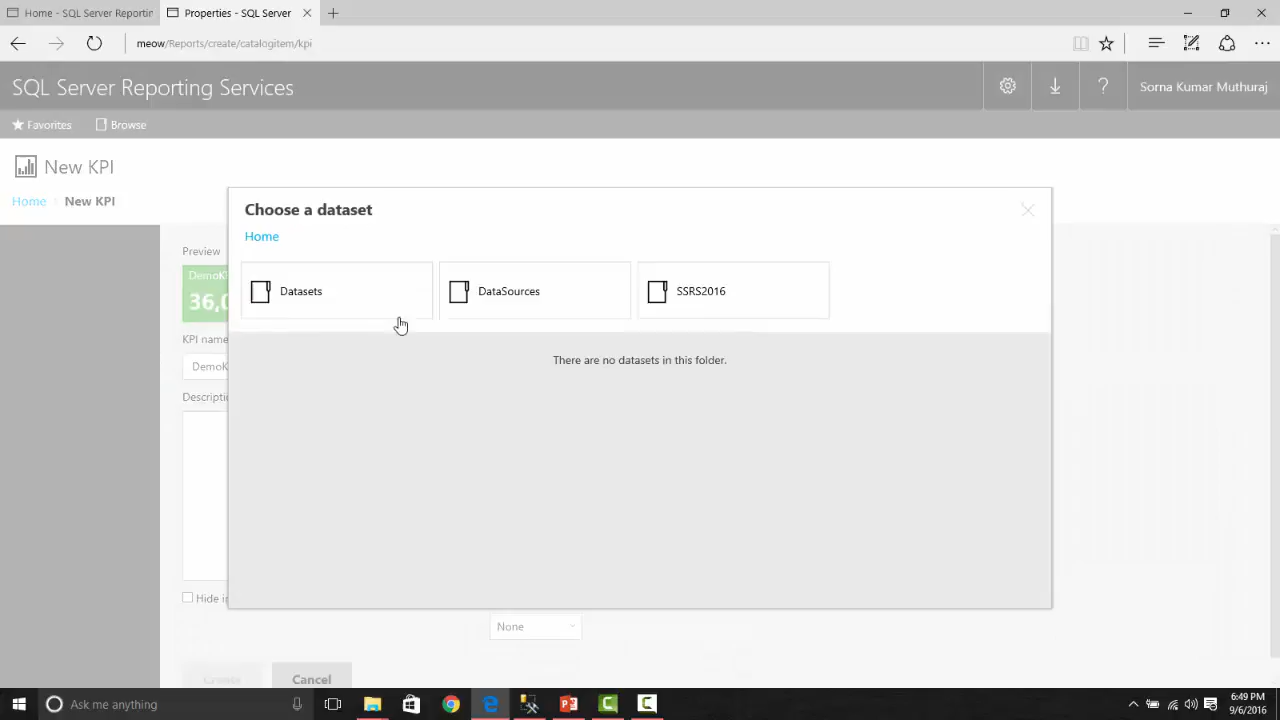 Home - SQL Server Reportin
Properties - SQL Server
meow/Reports/create/catalogitem/kpi
SQL Server Reporting Services
?
Sorna Kumar Muthuraj
Favorites
Browse
New KPI
Home
New KPI
Choose a dataset
Home
Datasets
DataSources
SSRS2016
There are no datasets in this folder.
Preview
DemoK
36,0
KPI name
DemoK
Descripti
Hide i
None
Create
Cancel
Ask me anything
6:49 PM
9/6/2016